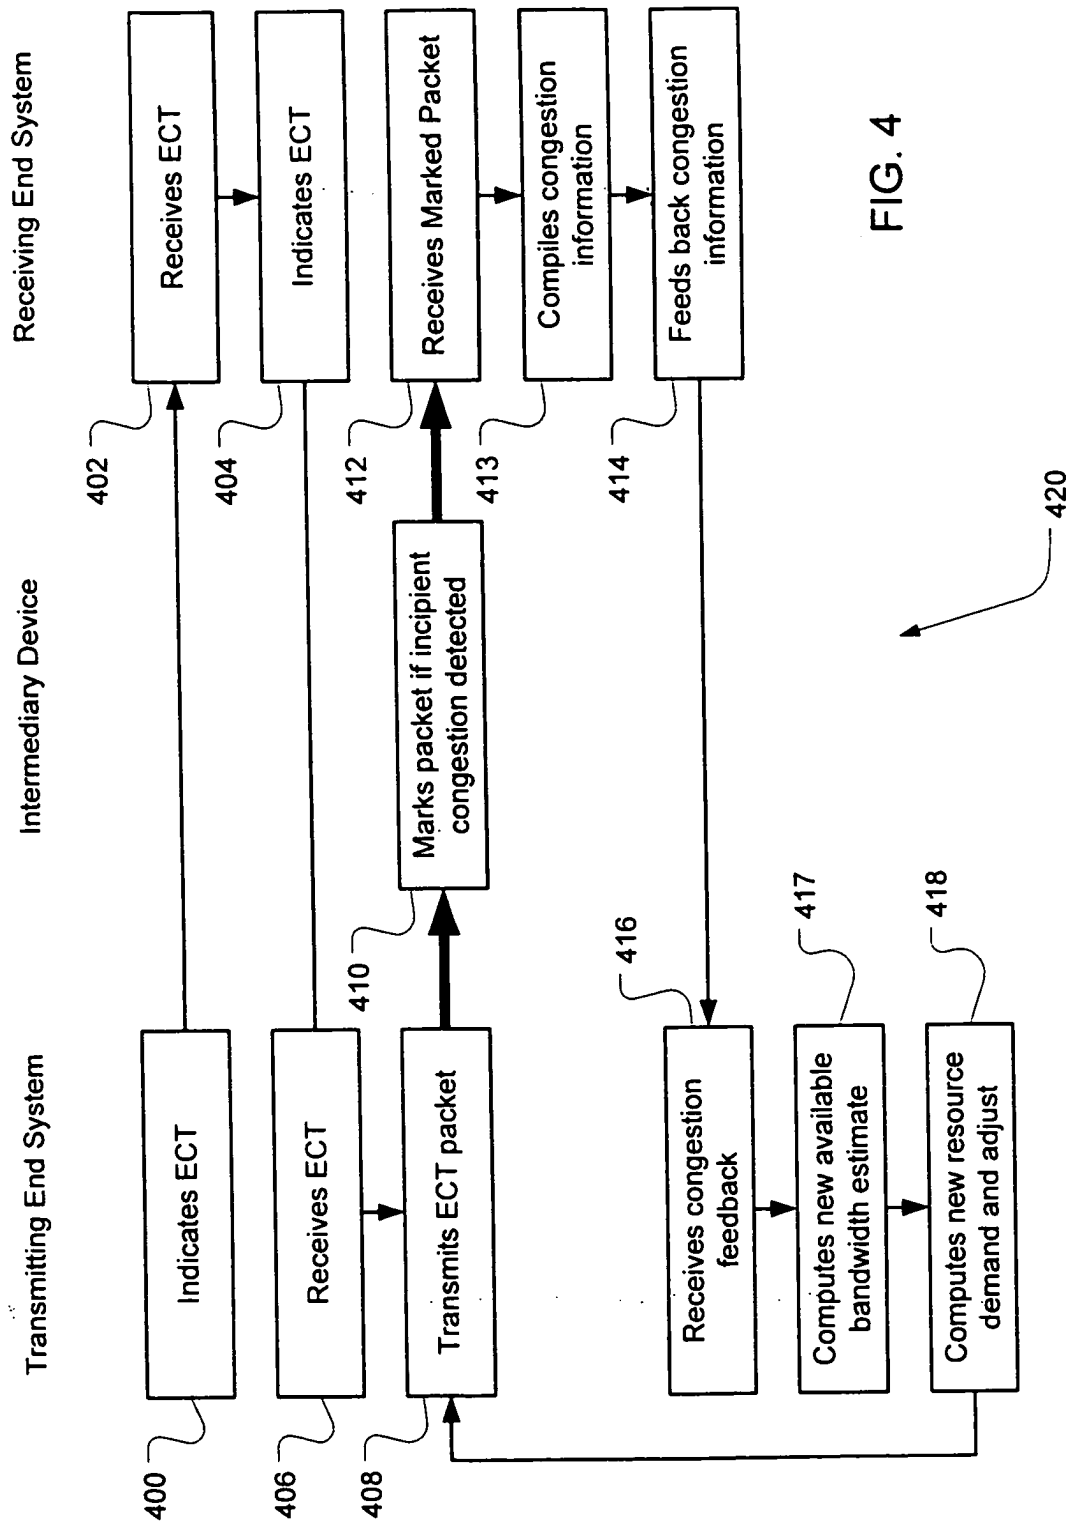 Transmitting End System
Intermediary Device
Receiving End System
400
Indicates ECT
402
Receives ECT
404
Indicates ECT
406
Receives ECT
408
Transmits ECT packet
410
Marks packet if incipient
congestion detected
412
Receives Marked Packet
413
Compiles congestion
information
414
Feeds back congestion
information
416
Receives congestion
feedback
417
Computes new available
bandwidth estimate
418
Computes new resource
demand and adjust
420
FIG. 4